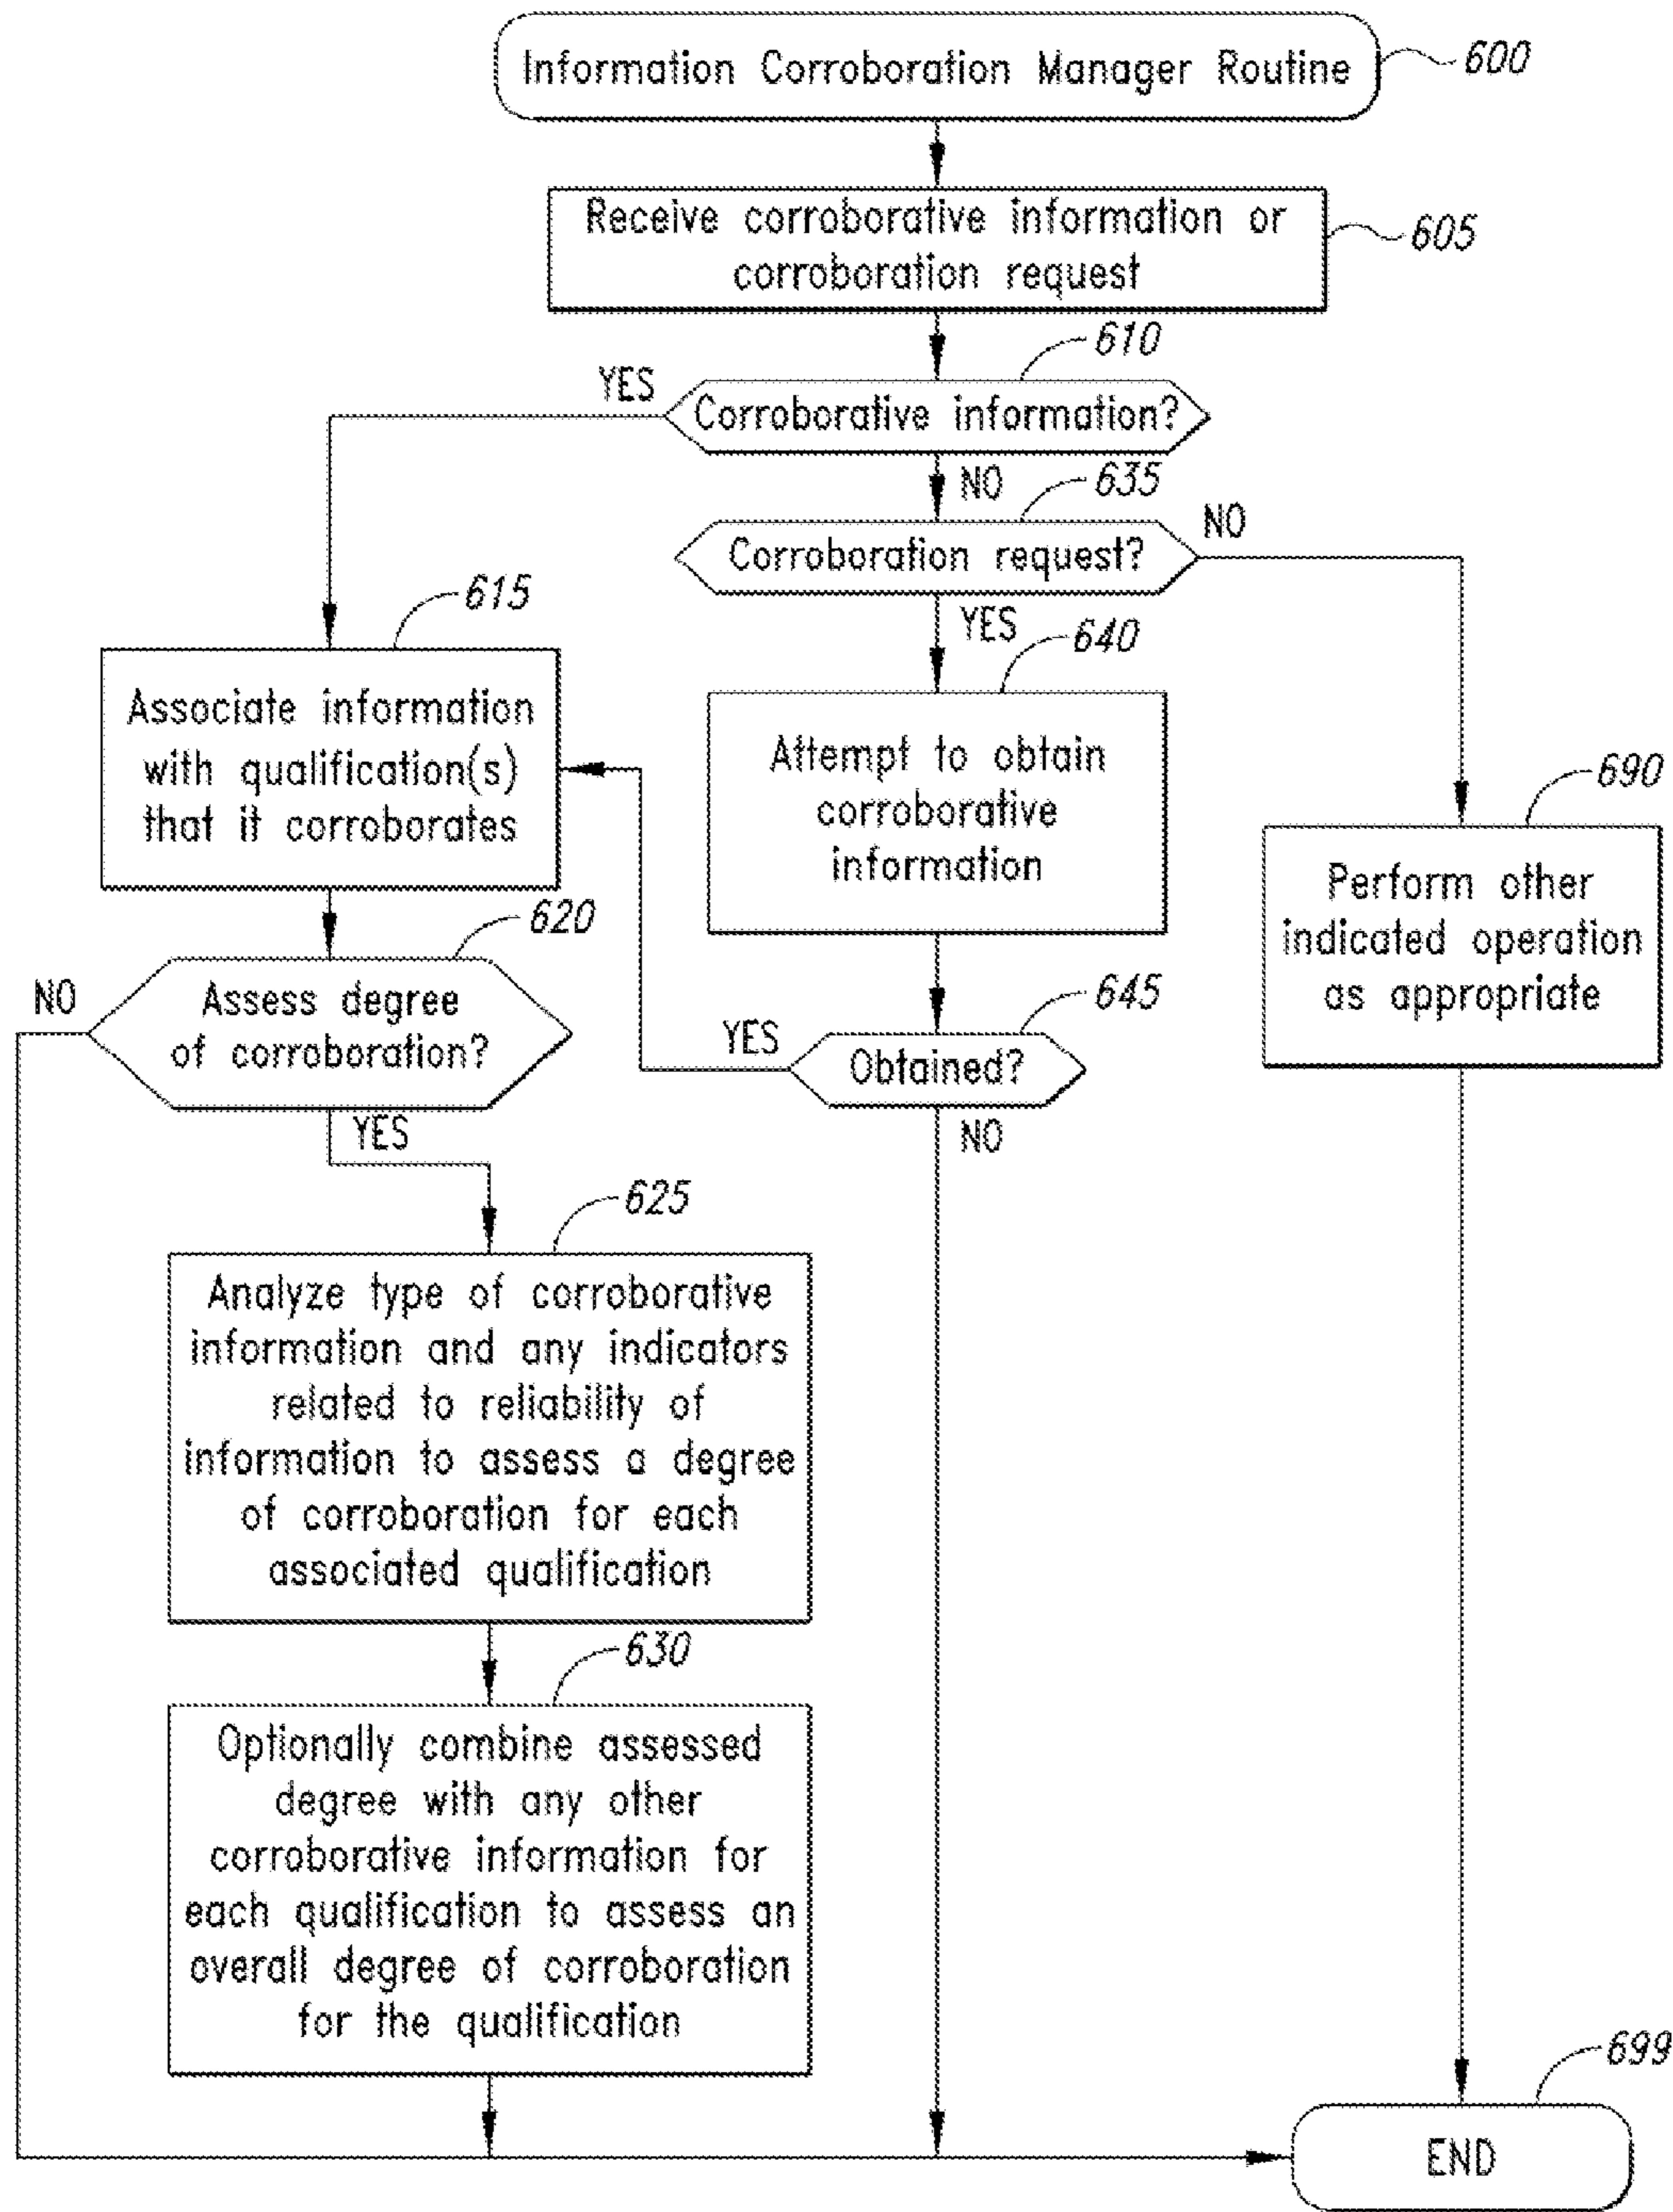 Information Corroboration Manager Routine
600
Receive corroborative information or
corroboration request
605
610
YES
Corroborative information?
NO
635
NO
Corroboration request?
615
YES
640
Associate information
with qualification(s)
that it corroborates
Attempt to obtain
corroborative
information
690
Perform other
indicated operation
as appropriate
620
NO
Assess degree
of corroboration?
645
YES
Obtained?
YES
NO
625
Analyze type of corroborative
information and any indicators
related to reliability of
information to assess a degree
of corroboration for each
associated qualification
630
Optionally combine assessed
degree with any other
corroborative information for
each qualification to assess an
overall degree of corroboration
for the qualification
699
END